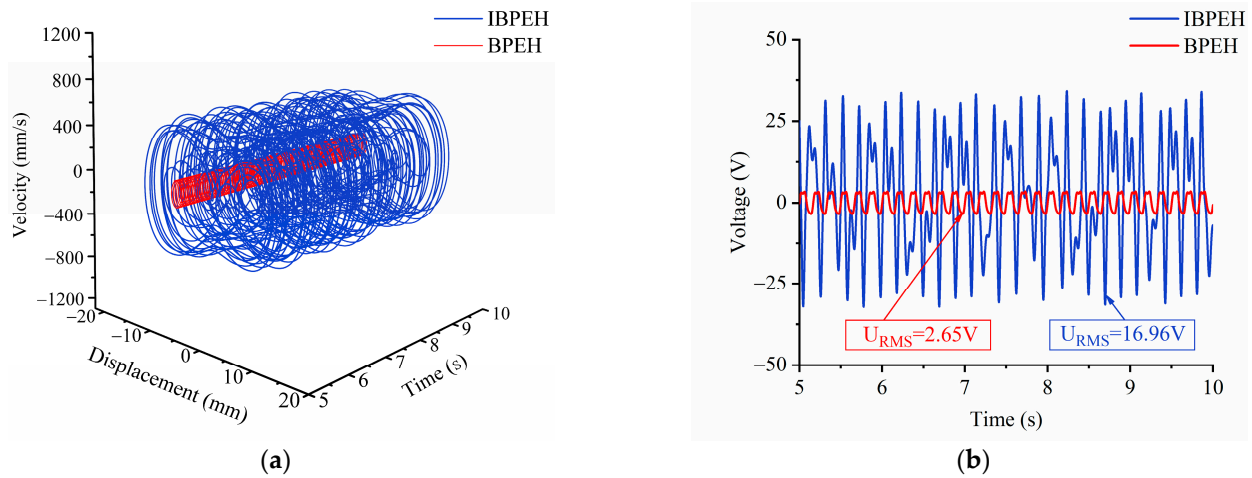 IBPEH
BPEH
1200
800
400
0
−400
−800
−1200
Velocity (mm/s)
−20
−10
0
10
20
Displacement (mm)
5
6
7
8
9
10
Time (s)
(a)
IBPEH
BPEH
50
25
0
−25
−50
Voltage (V)
URMS=2.65V
URMS=16.96V
5
6
7
8
9
10
Time (s)
(b)